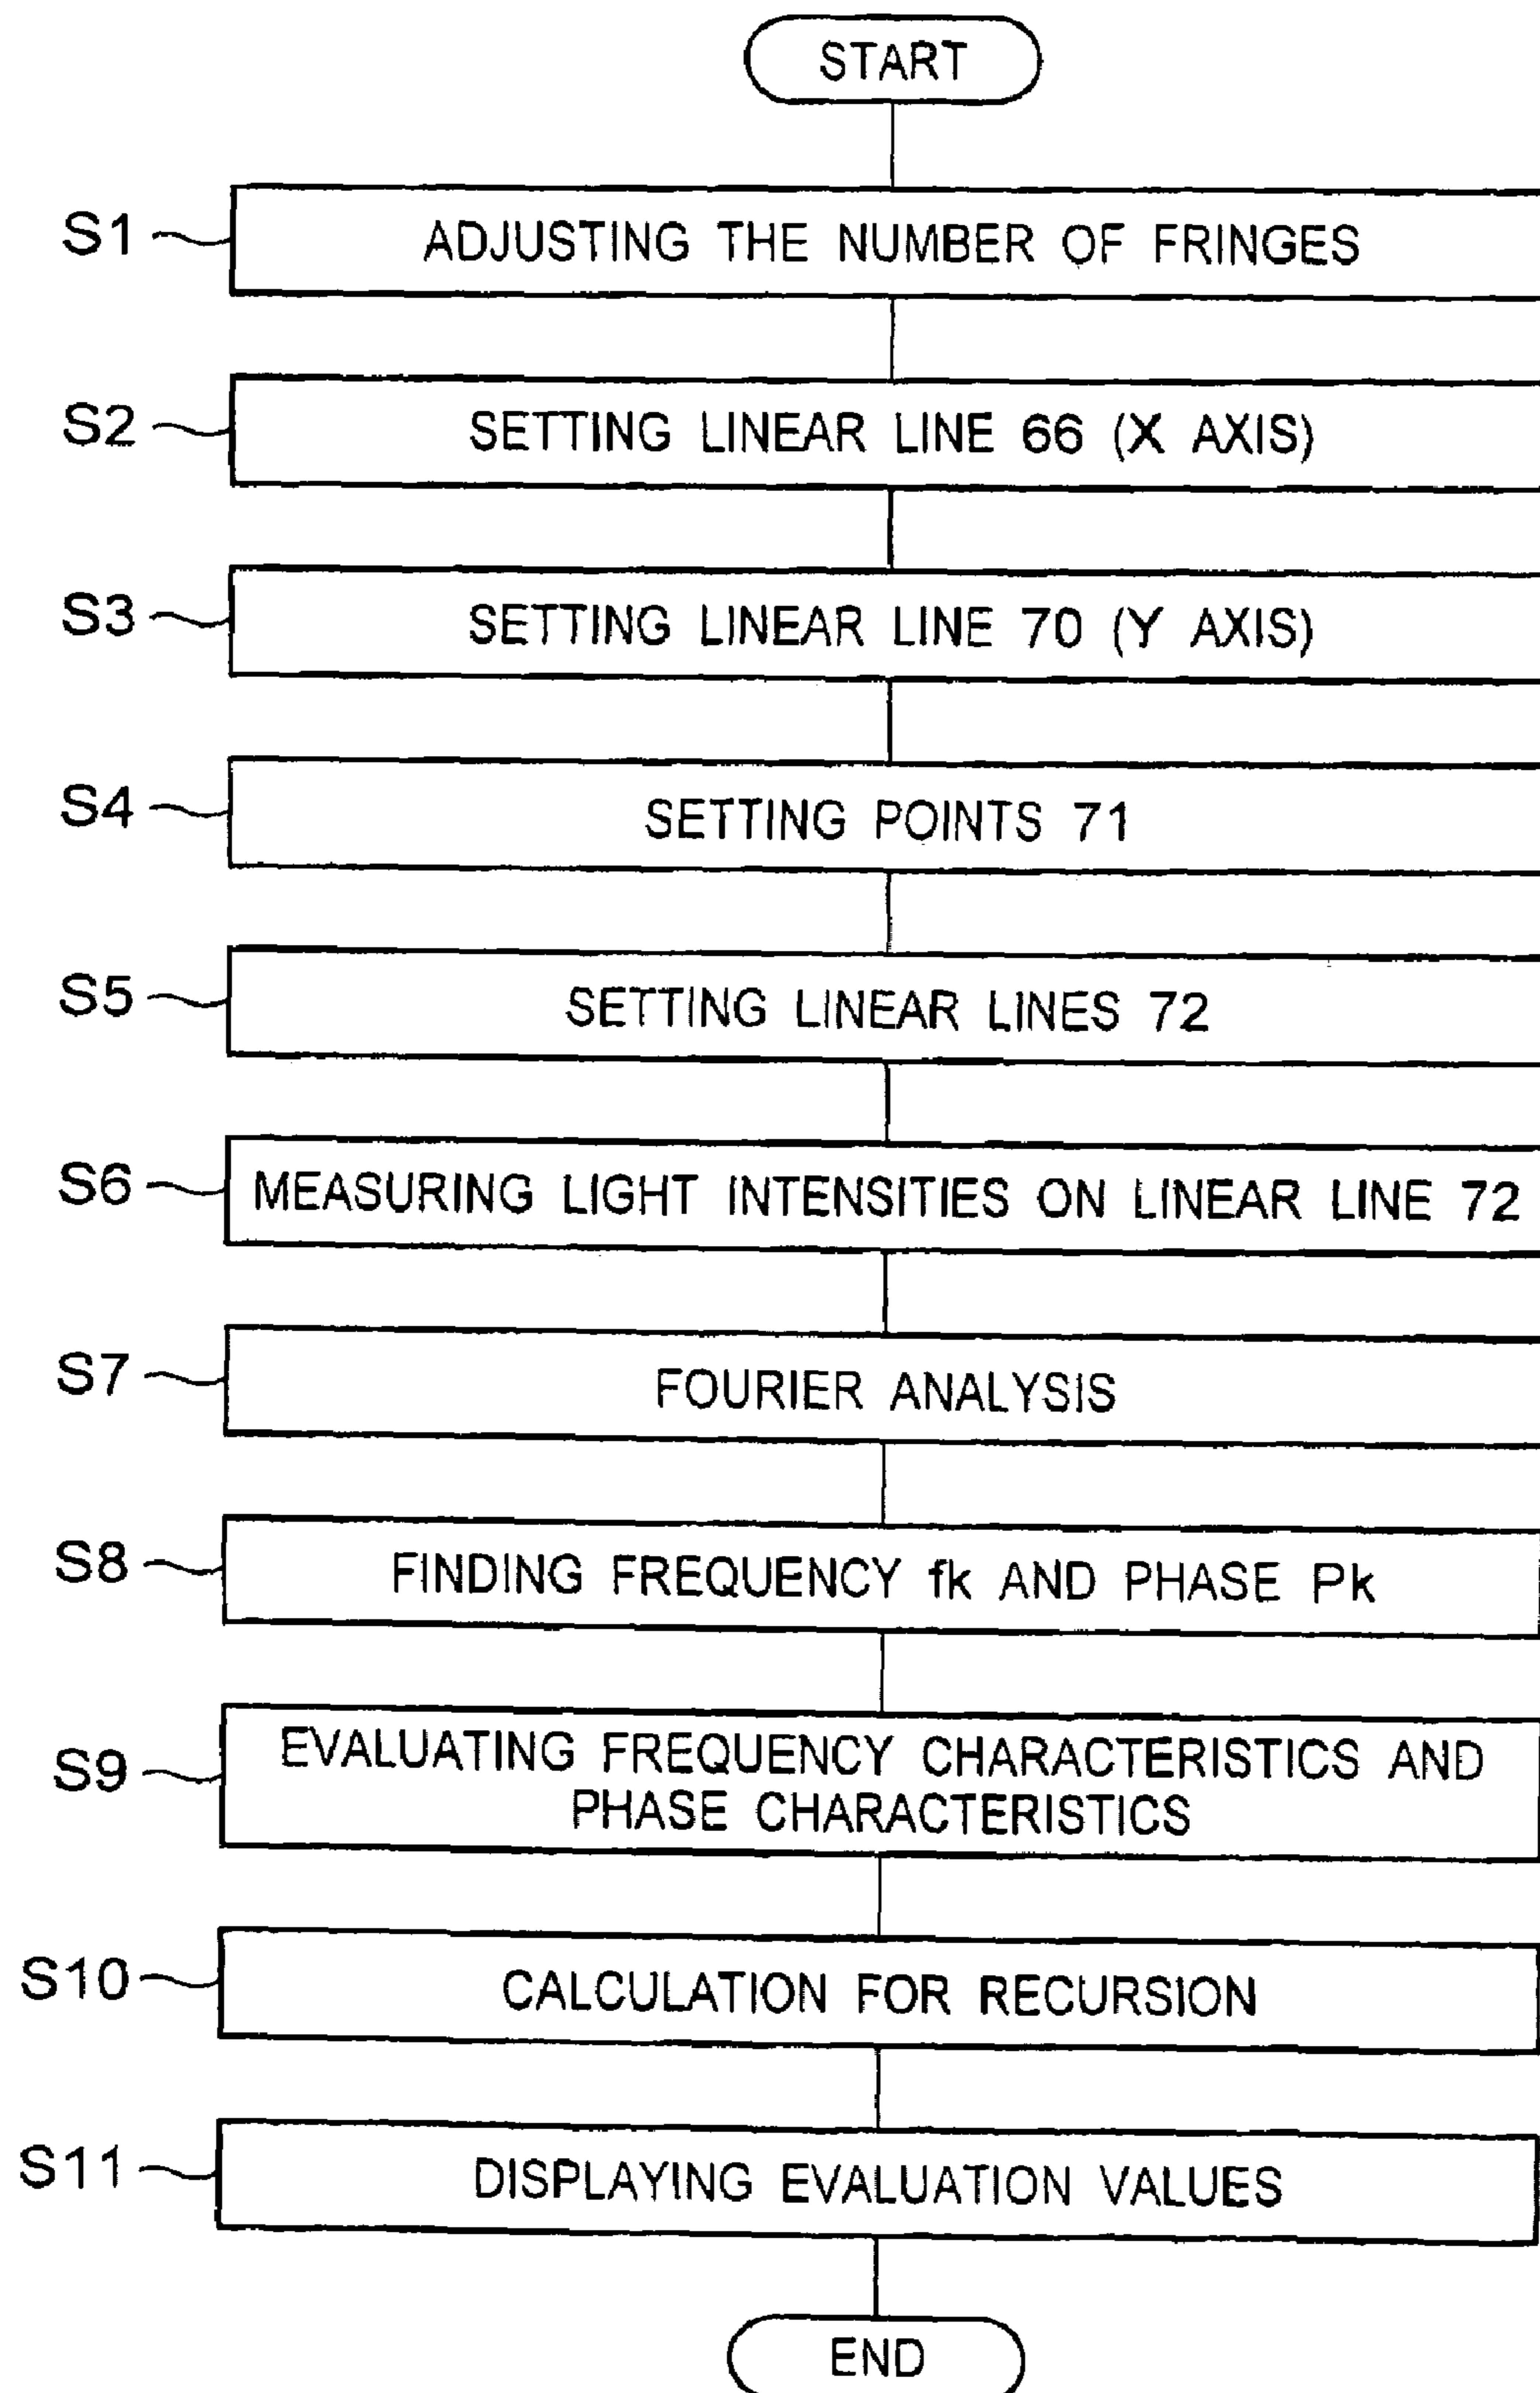 START
S1 ADJUSTING THE NUMBER OF FRINGES
S2 SETTING LINEAR LINE 66 (X AXIS)
S3 SETTING LINEAR LINE 70 (Y AXIS)
S4 SETTING POINTS 71
S5 SETTING LINEAR LINES 72
S6 MEASURING LIGHT INTENSITIES ON LINEAR LINE 72
S7 FOURIER ANALYSIS
S8 FINDING FREQUENCY fk AND PHASE Pk
S9 EVALUATING FREQUENCY CHARACTERISTICS AND
PHASE CHARACTERISTICS
S10 CALCULATION FOR RECURSION
S11 DISPLAYING EVALUATION VALUES
END